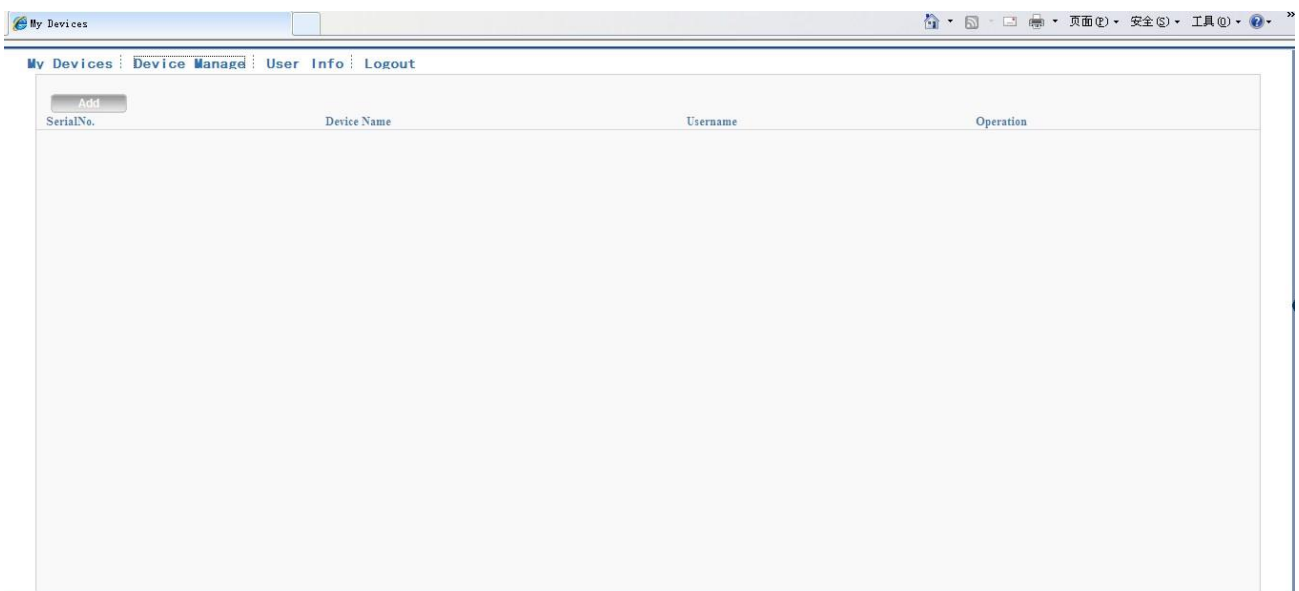 My Devices 页面(P) 安全(S) 工具(O) »
My Devices Device Manage User Info Logout
Add
SerialNo. Device Name Username Operation